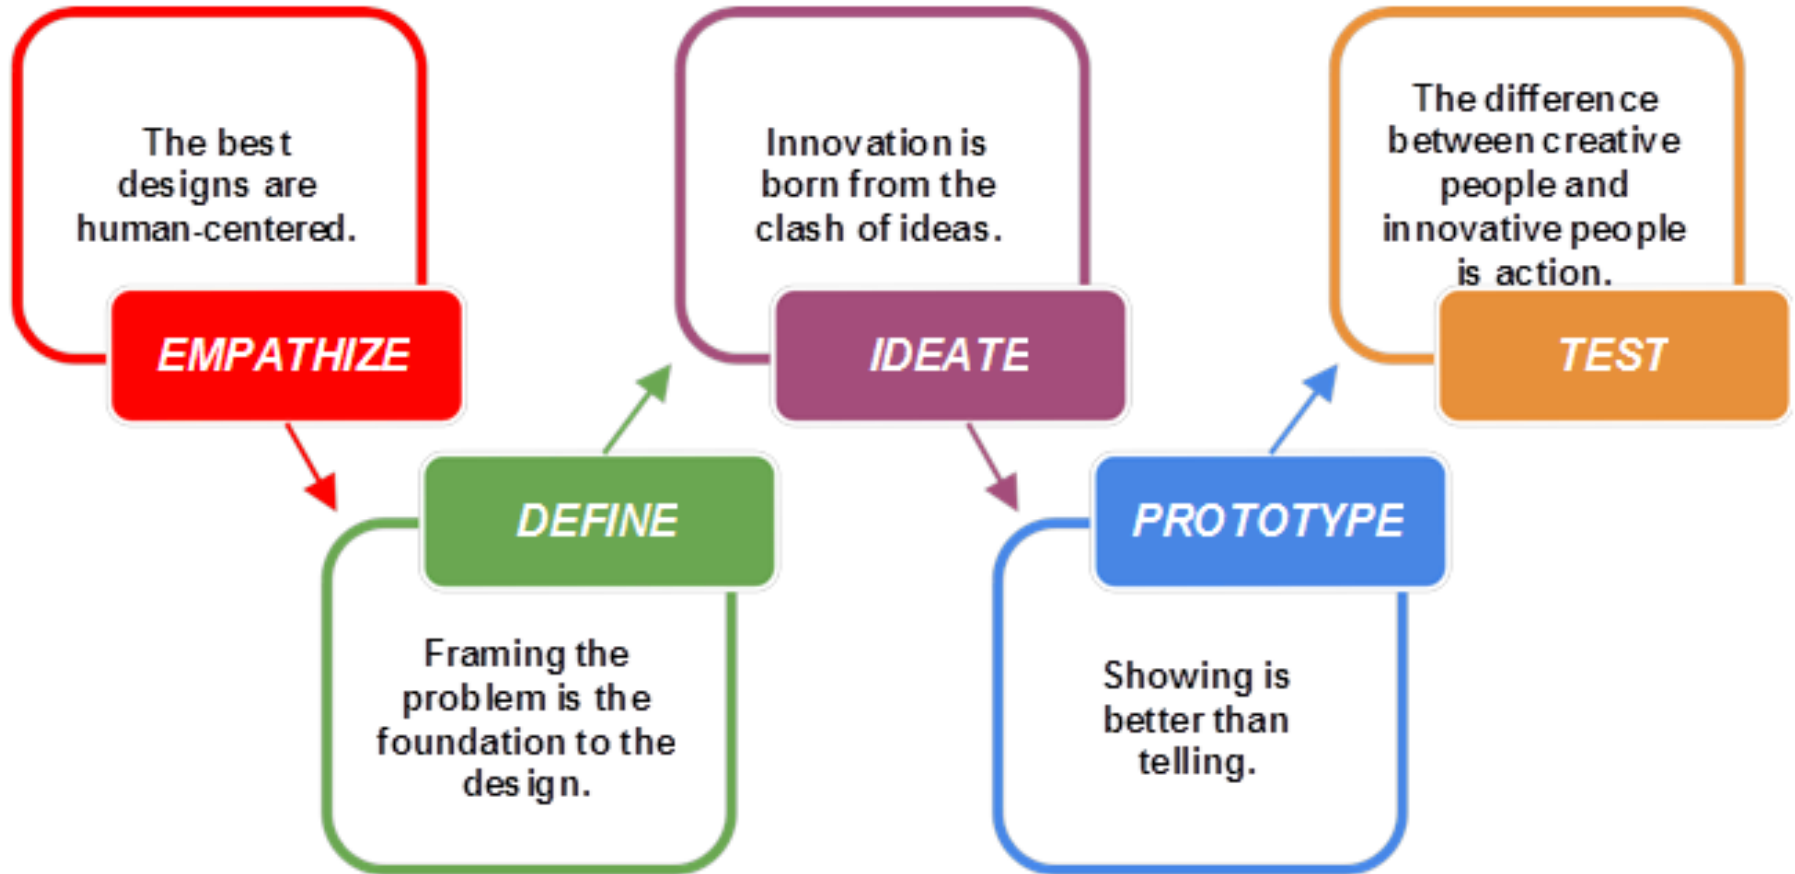 The best
designs are
human-centered.
EMPATHIZE
DEFINE
Framing the
problem is the
foundation to the
design.
Innovation is
born from the
clash of ideas.
IDEATE
PROTOTYPE
Showing is
better than
telling.
The difference
between creative
people and
innovative people
is action.
TEST